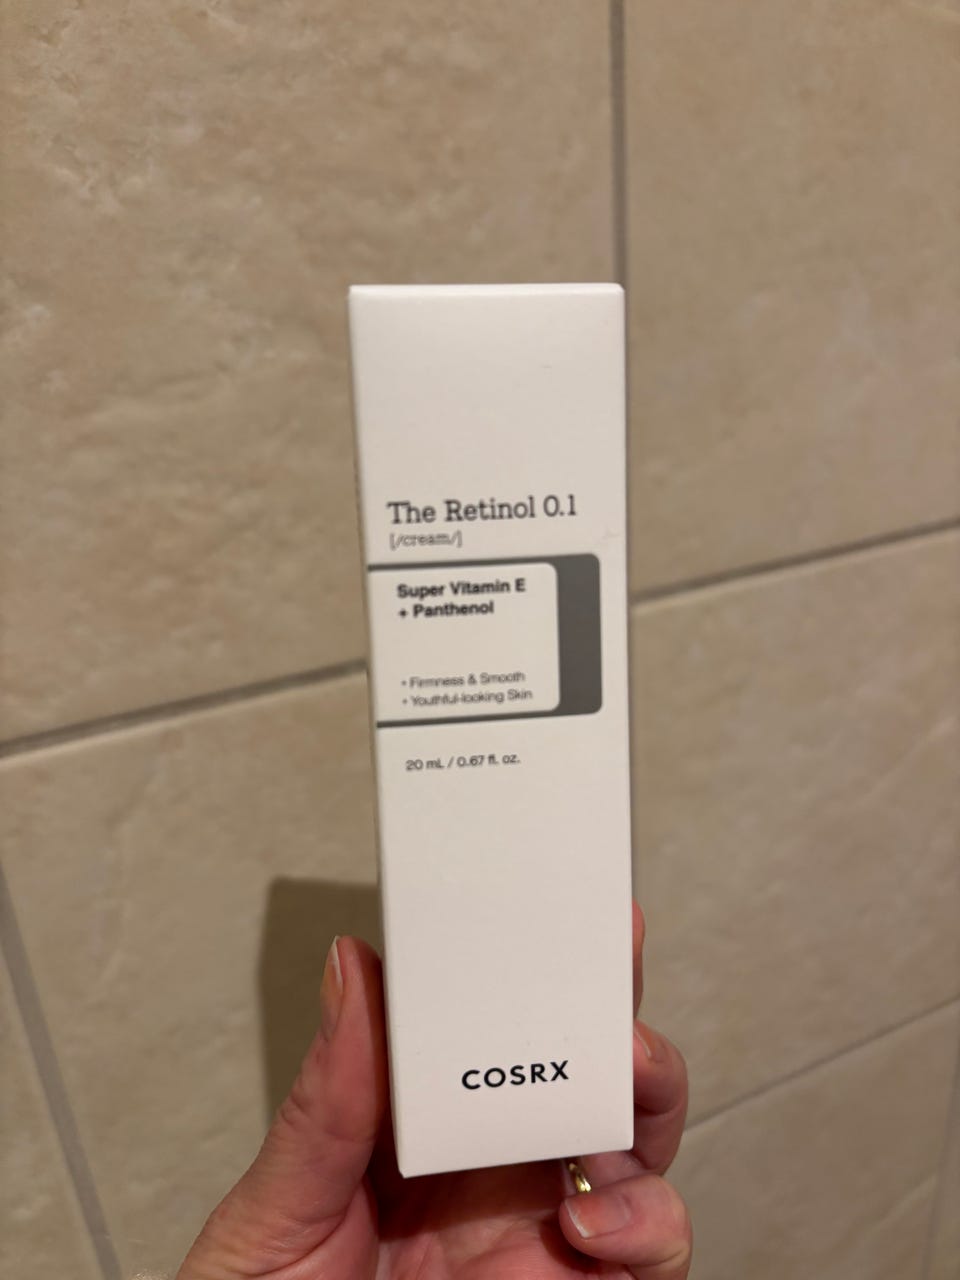 The Retinol 0.1
[/cream/]
Super Vitamin E
+ Panthenol
• Firmness & Smooth
• Youthful-looking Skin
20 mL / 0.67 fl. oz.
COSRX